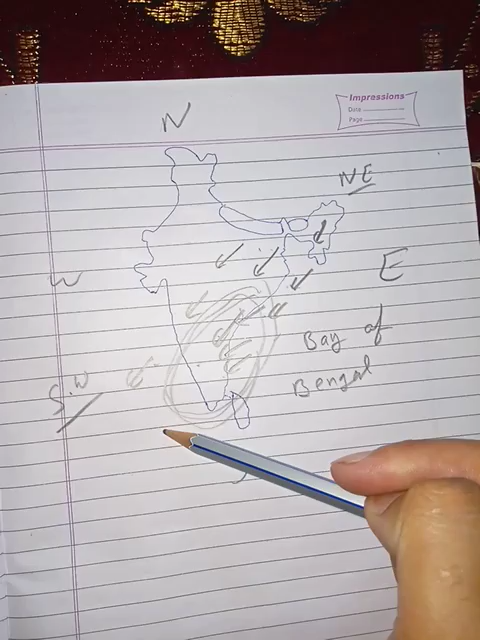 Impressions
Date
Page
N
NE
W
E
Bay of
Bengal
S.W